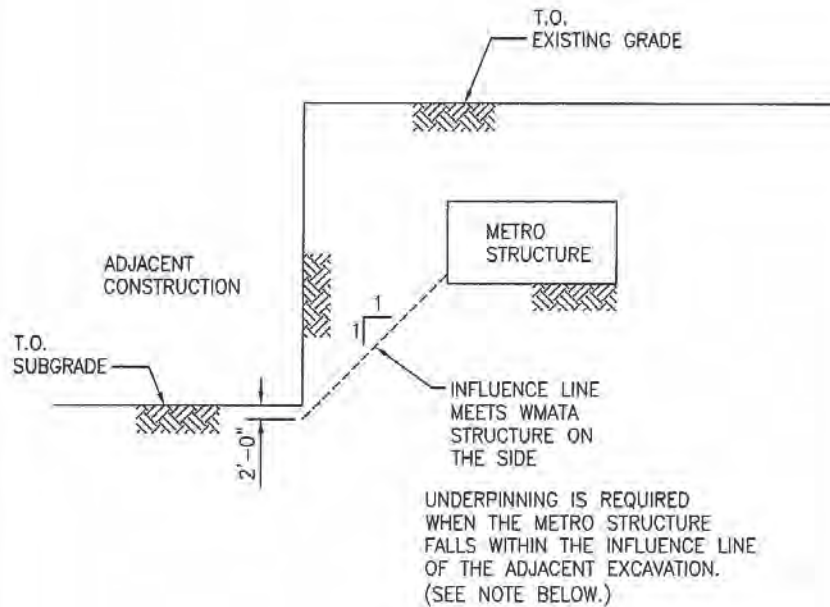 T.O.
EXISTING GRADE
METRO
STRUCTURE
ADJACENT
CONSTRUCTION
1
1
T.O.
SUBGRADE
2'-0"
INFLUENCE LINE
MEETS WMATA
STRUCTURE ON
THE SIDE
UNDERPINNING IS REQUIRED
WHEN THE METRO STRUCTURE
FALLS WITHIN THE INFLUENCE LINE
OF THE ADJACENT EXCAVATION.
(SEE NOTE BELOW.)